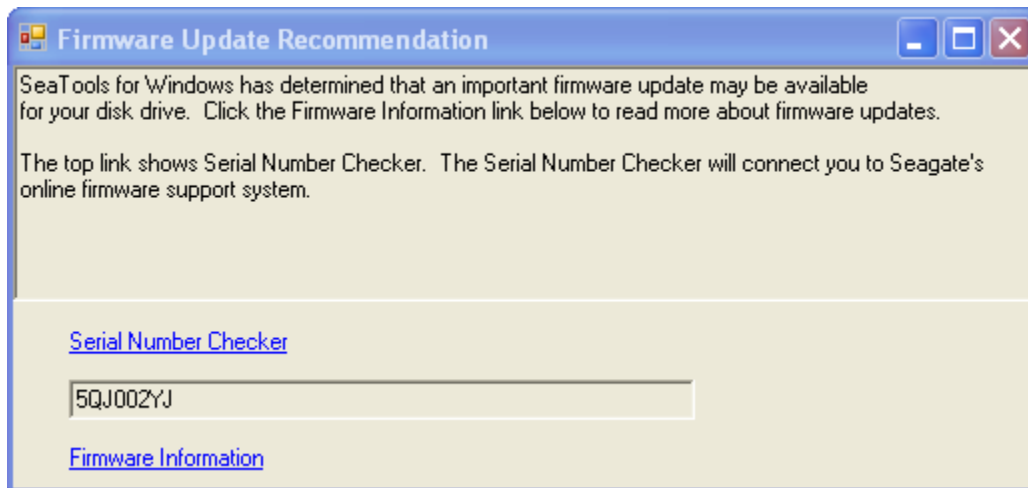 Firmware Update Recommendation
SeaTools for Windows has determined that an important firmware update may be available
for your disk drive.  Click the Firmware Information link below to read more about firmware updates.
The top link shows Serial Number Checker.  The Serial Number Checker will connect you to Seagate's
online firmware support system.
Serial Number Checker
5QJ002YJ
Firmware Information